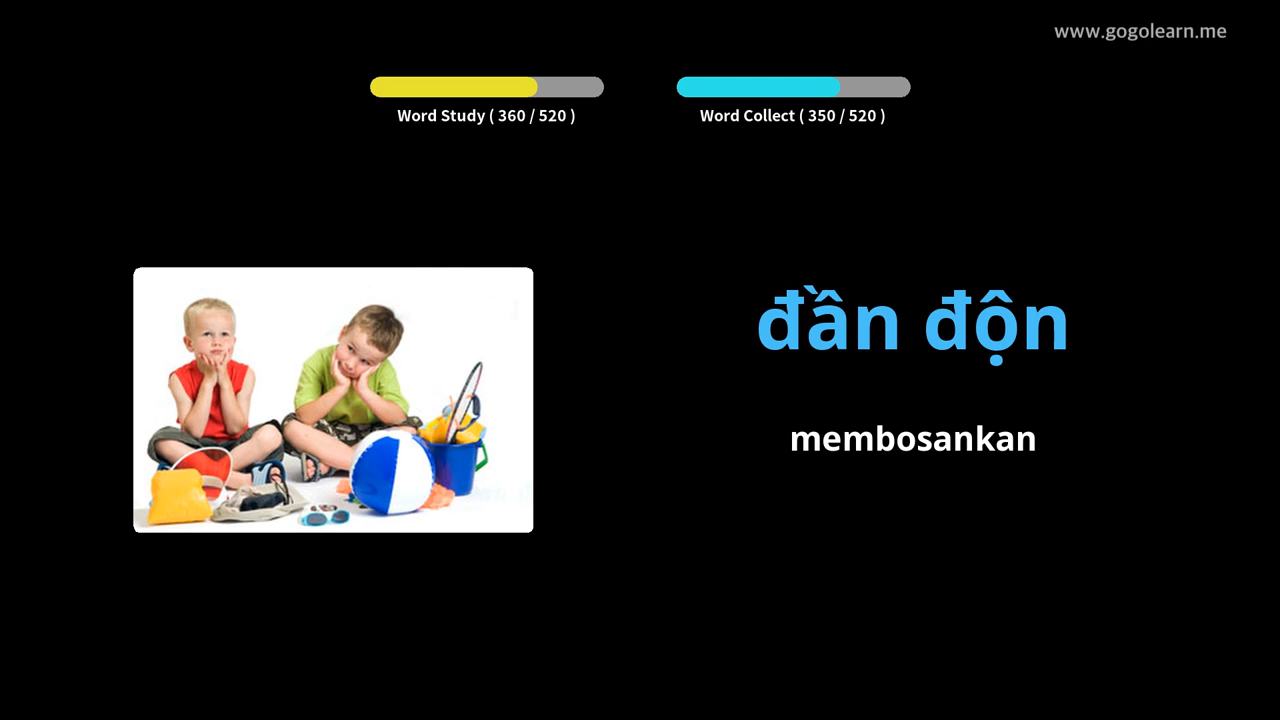 www.gogolearn.me
Word Study ( 360 / 520 )
Word Collect ( 350 / 520 )
đần độn
membosankan